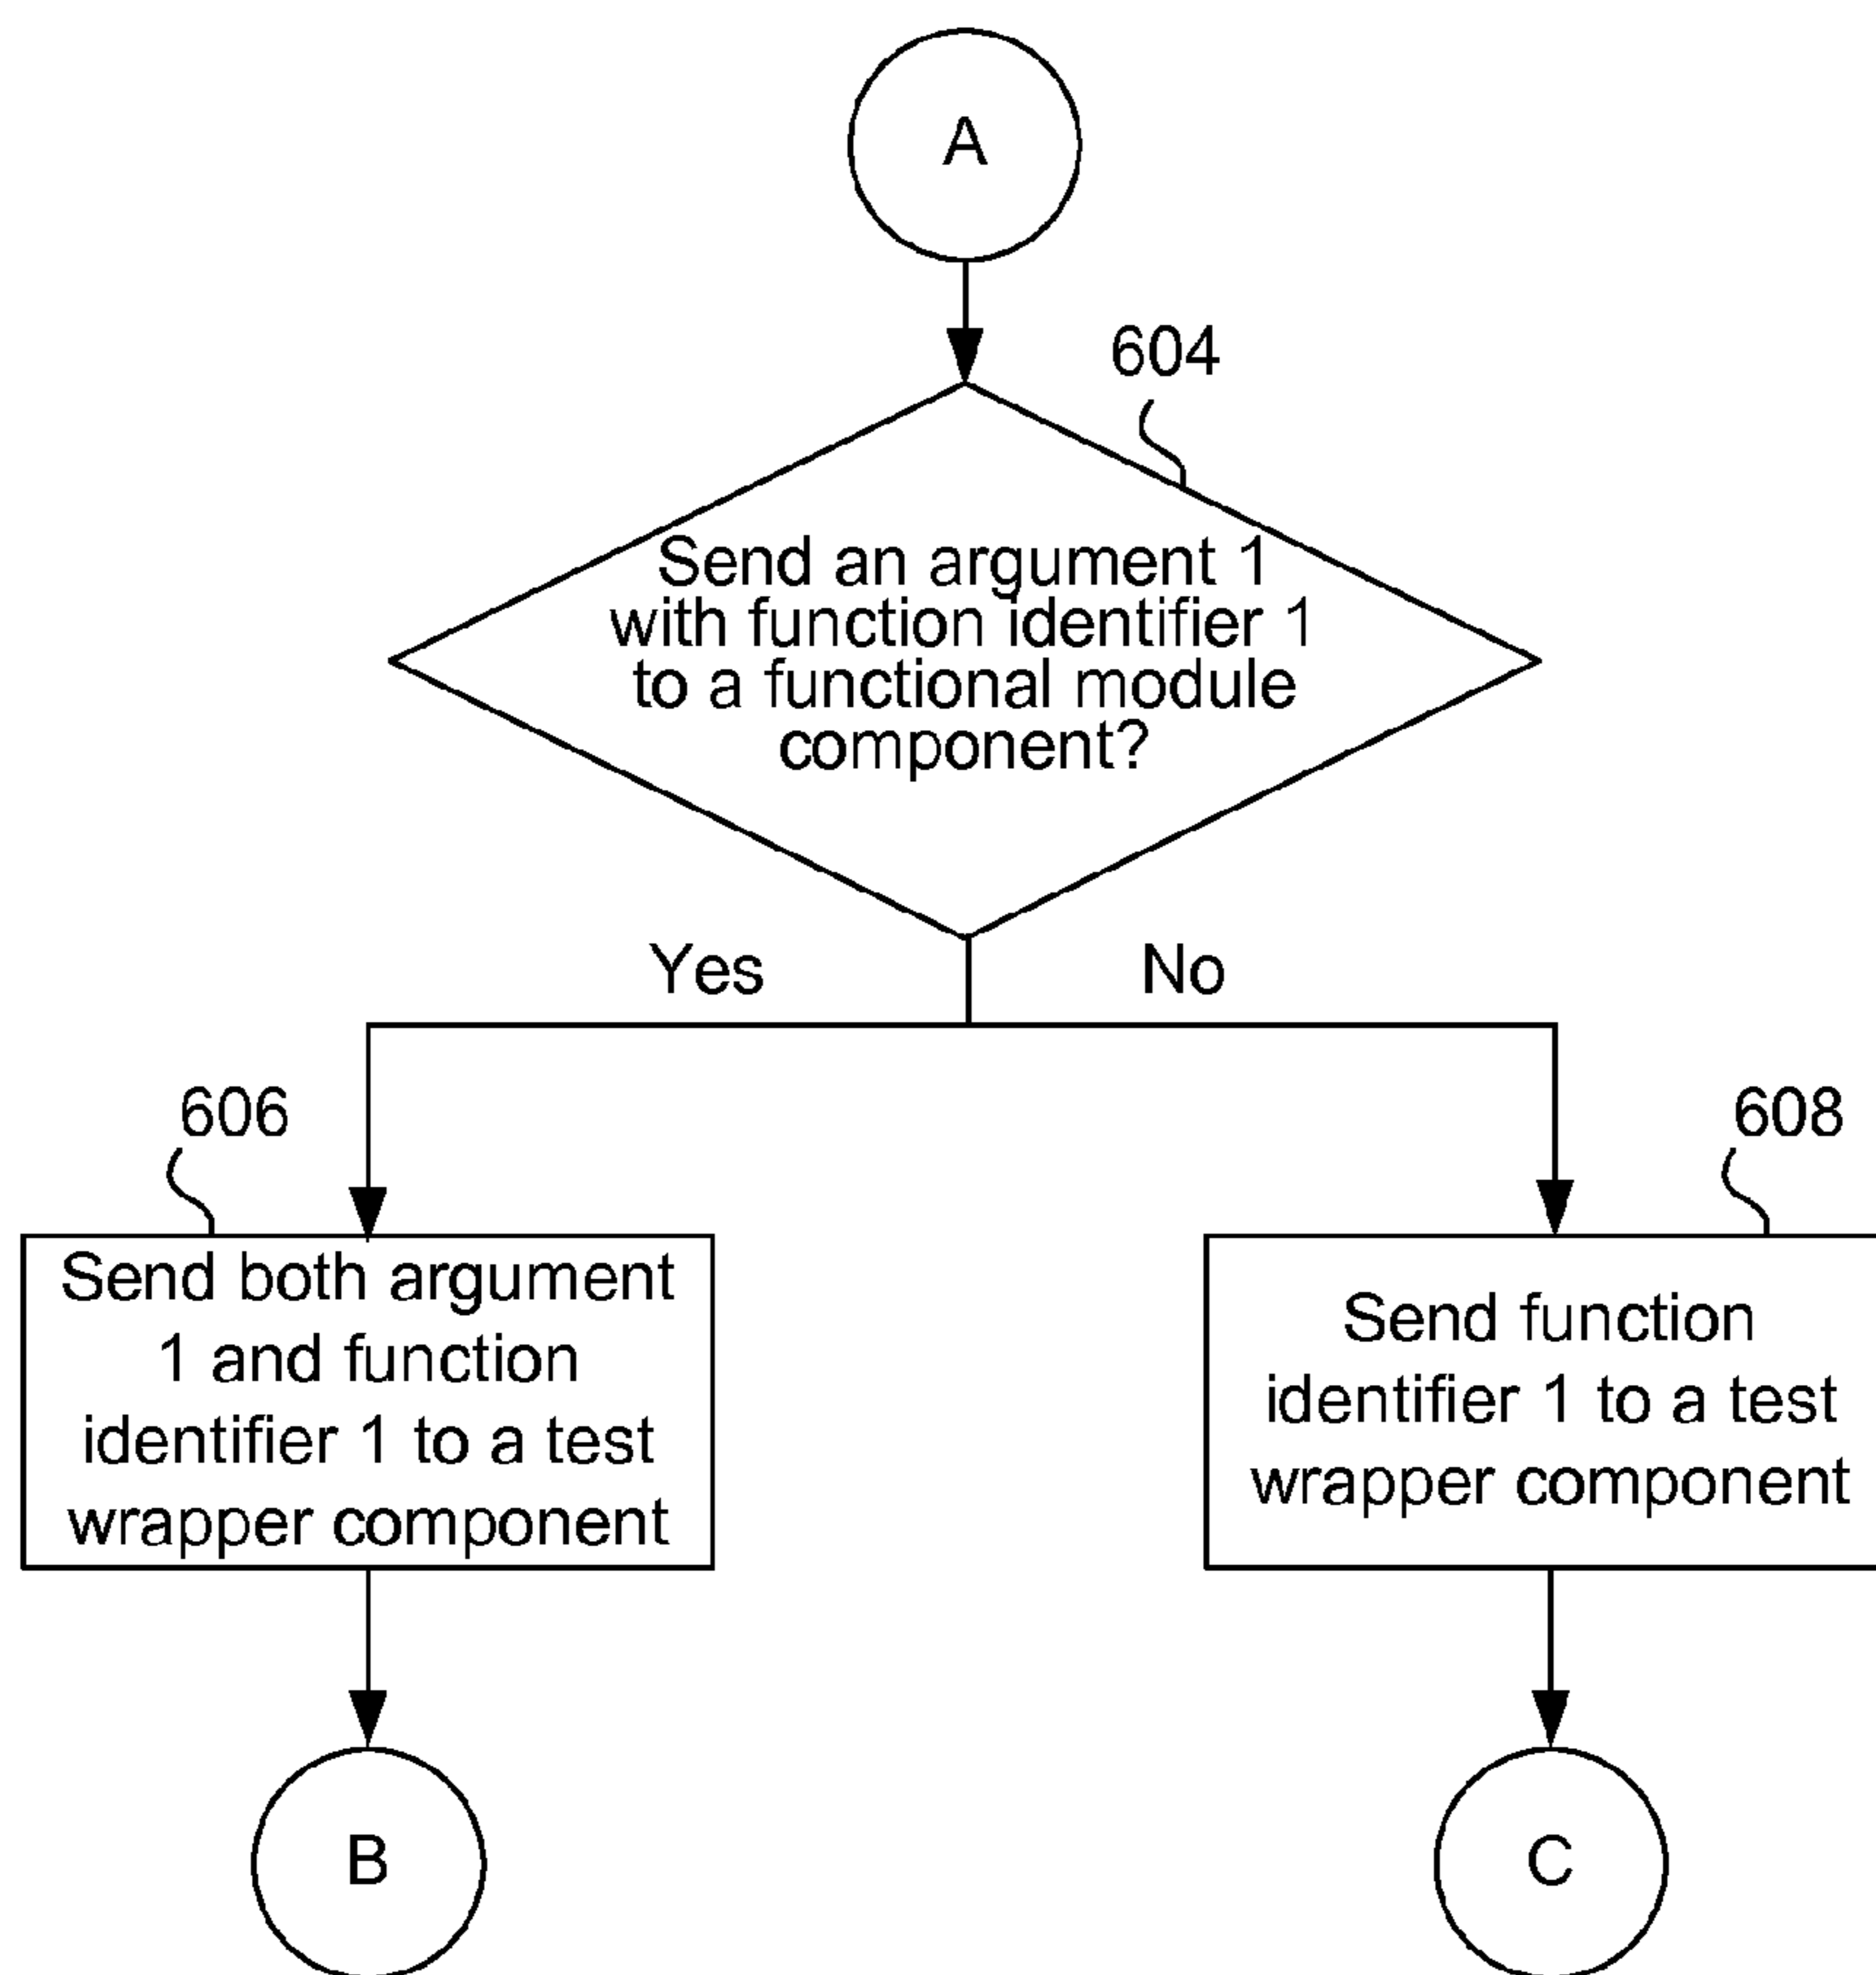 A
604
Send an argument 1
with function identifier 1
to a functional module
component?
Yes
No
606
Send both argument
1 and function
identifier 1 to a test
wrapper component
608
Send function
identifier 1 to a test
wrapper component
B
C